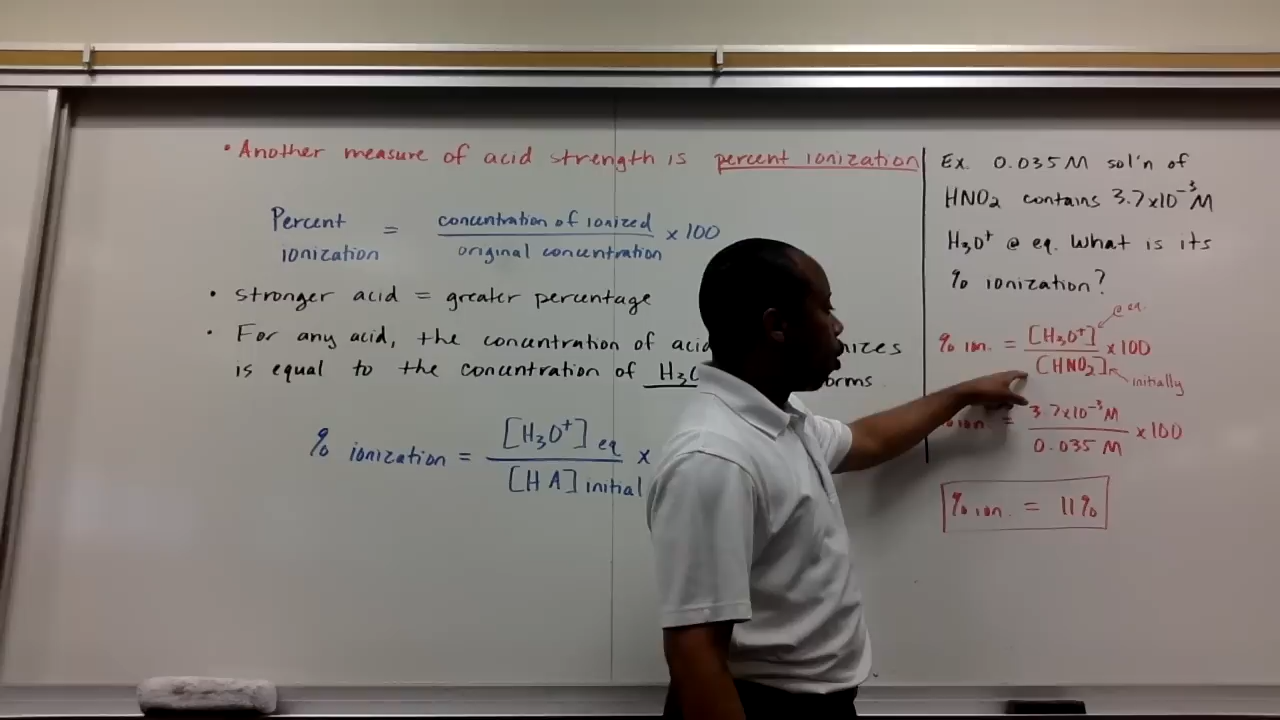 • Another measure of acid strength is percent ionization
Percent ionization = concentration of ionized / original concentration × 100
• stronger acid = greater percentage
• For any acid, the concentration of acid
is equal to the concentration of
% ionization = [H₃O⁺] eq / [HA] initial ×
Ex. 0.035 M sol'n of
HNO₂ contains 3.7x10⁻³M
H₃O⁺ @ eq. What is its
% ionization?
@ eq.
% ion. = [H₃O⁺] / [HNO₂] × 100
initially
= 3.7x10⁻³M / 0.035 M × 100
% ion. = 11%